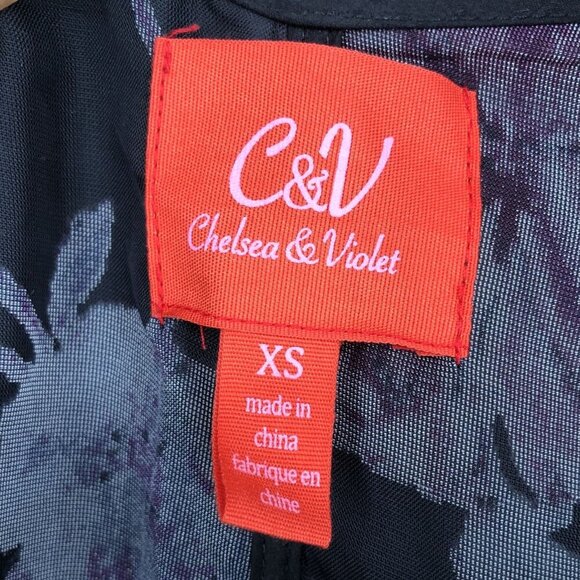 C&V
Chelsea & Violet
XS
made in
china
fabrique en
chine